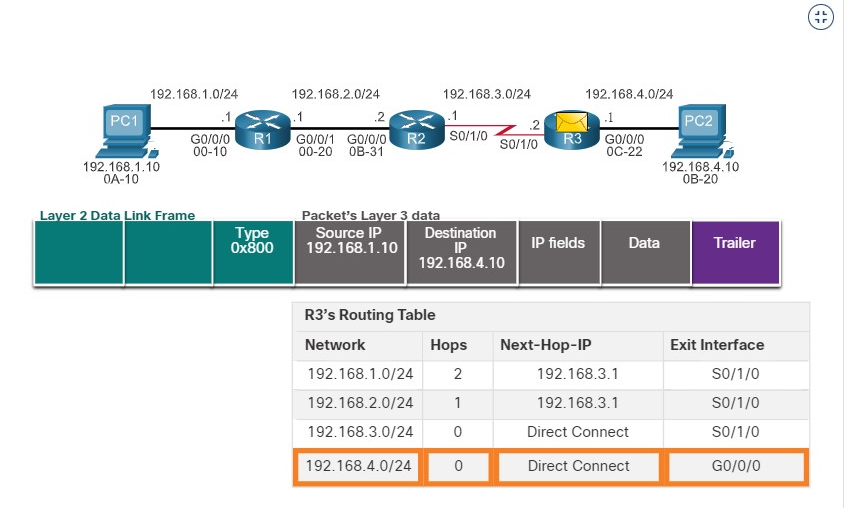 192.168.1.0/24 192.168.2.0/24 192.168.3.0/24 192.168.4.0/24
PC1 .1 R1 .1 .2 R2 .1 .2 R3 .1 PC2
G0/0/0 G0/0/1 G0/0/0 S0/1/0 S0/1/0 G0/0/0
00-10 00-20 0B-31 0C-22
192.168.1.10 192.168.4.10
0A-10 0B-20
Layer 2 Data Link Frame Packet's Layer 3 data
Type
0x800
Source IP
192.168.1.10
Destination
IP
192.168.4.10
IP fields
Data
Trailer
R3's Routing Table
Network Hops Next-Hop-IP Exit Interface
192.168.1.0/24 2 192.168.3.1 S0/1/0
192.168.2.0/24 1 192.168.3.1 S0/1/0
192.168.3.0/24 0 Direct Connect S0/1/0
192.168.4.0/24 0 Direct Connect G0/0/0